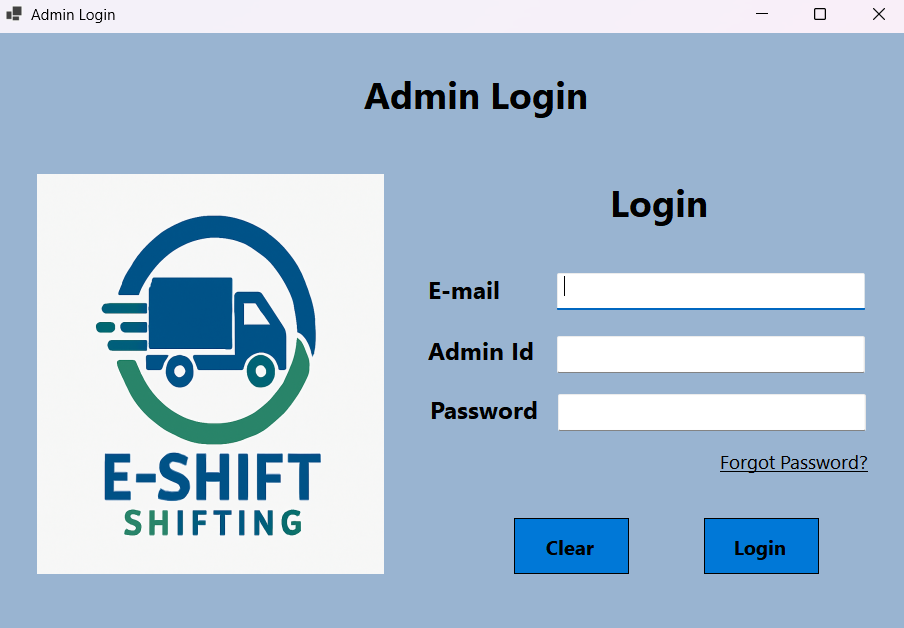 Admin Login
Admin Login
Login
E-SHIFT
SHIFTING
E-mail
Admin Id
Password
Forgot Password?
Clear
Login